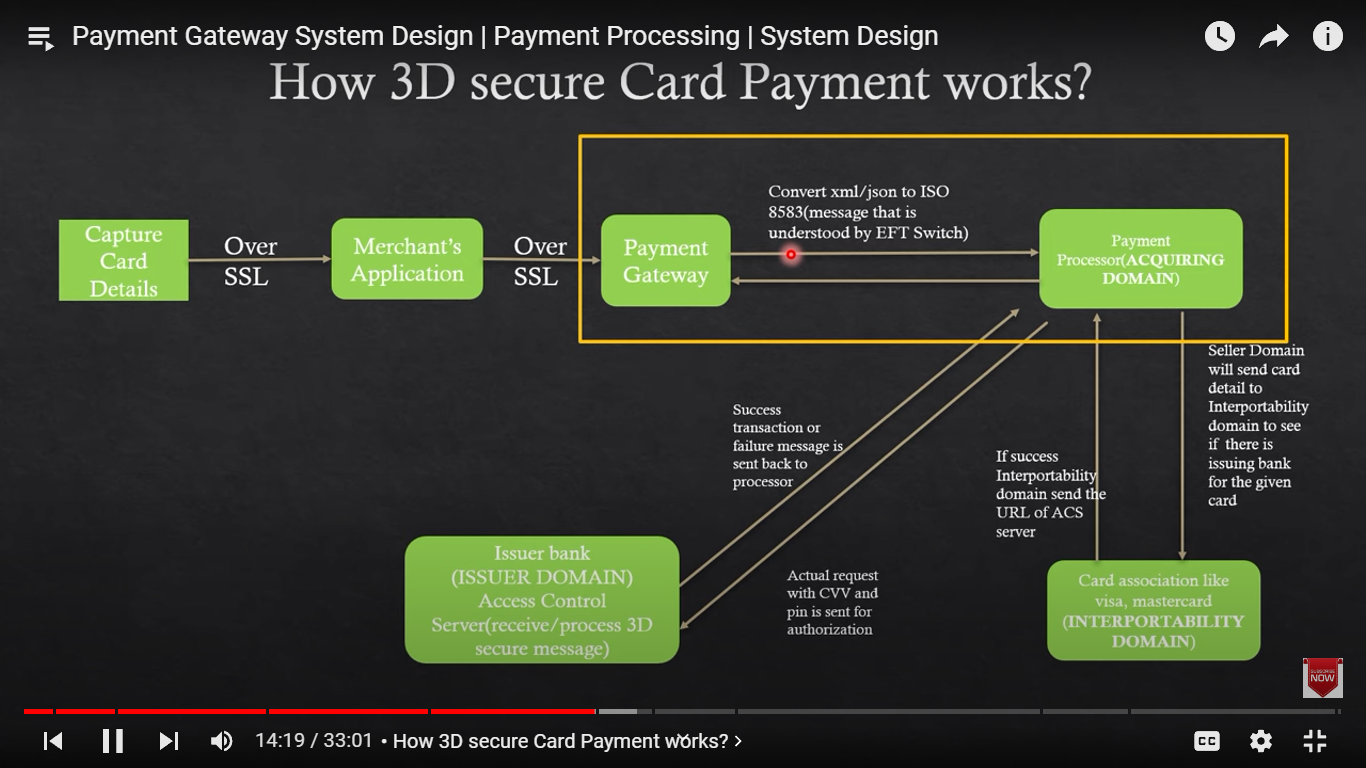 Payment Gateway System Design | Payment Processing | System Design
How 3D secure Card Payment works?
Capture
Card
Details
Over
SSL
Merchant's
Application
Over
SSL
Payment
Gateway
Convert xml/json to ISO
8583(message that is
understood by EFT Switch)
Payment
Processor(ACQUIRING
DOMAIN)
Seller Domain
will send card
detail to
Interportability
domain to see
if there is
issuing bank
for the given
card
Success
transaction or
failure message is
sent back to
processor
If success
Interportability
domain send the
URL of ACS
server
Issuer bank
(ISSUER DOMAIN)
Access Control
Server(receive/process 3D
secure message)
Actual request
with CVV and
pin is sent for
authorization
Card association like
visa, mastercard
(INTERPORTABILITY
DOMAIN)
SUBSCRIBE
NOW
14:19 / 33:01 • How 3D secure Card Payment works? >
CC